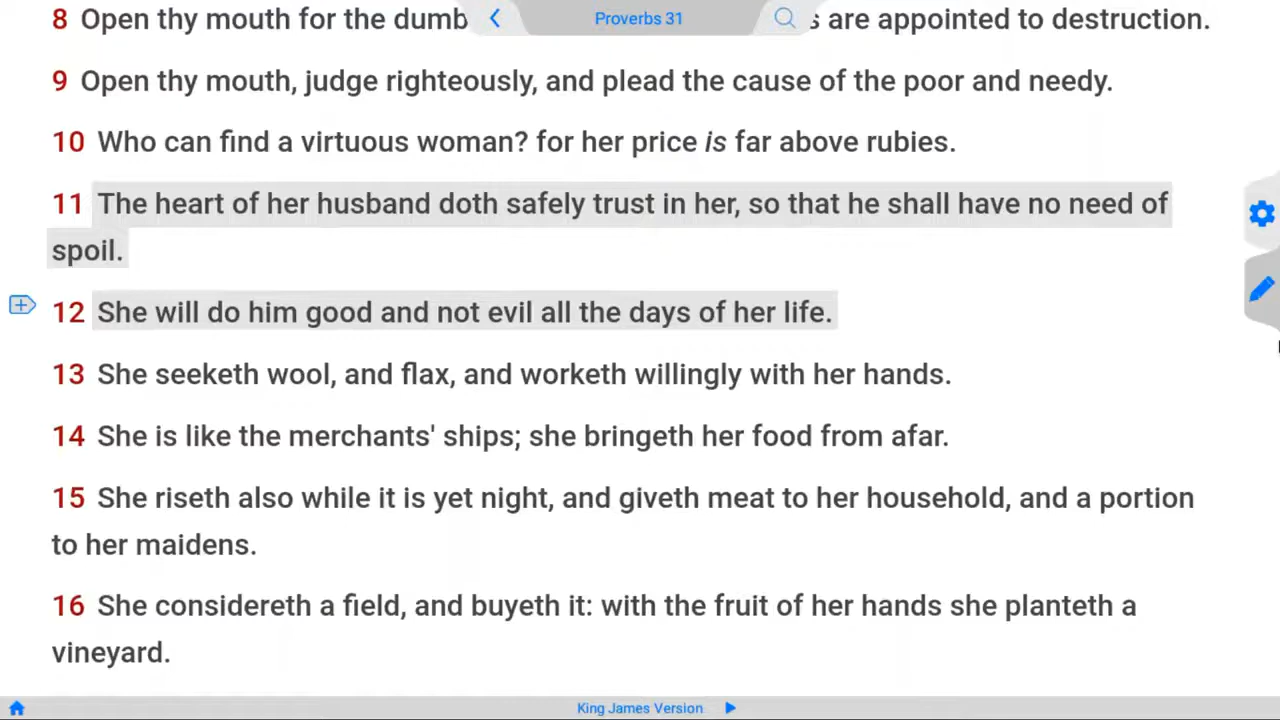 8 Open thy mouth for the dumb are appointed to destruction.
Proverbs 31
9 Open thy mouth, judge righteously, and plead the cause of the poor and needy.
10 Who can find a virtuous woman? for her price is far above rubies.
11 The heart of her husband doth safely trust in her, so that he shall have no need of
spoil.
12 She will do him good and not evil all the days of her life.
13 She seeketh wool, and flax, and worketh willingly with her hands.
14 She is like the merchants' ships; she bringeth her food from afar.
15 She riseth also while it is yet night, and giveth meat to her household, and a portion
to her maidens.
16 She considereth a field, and buyeth it: with the fruit of her hands she planteth a
vineyard.
King James Version